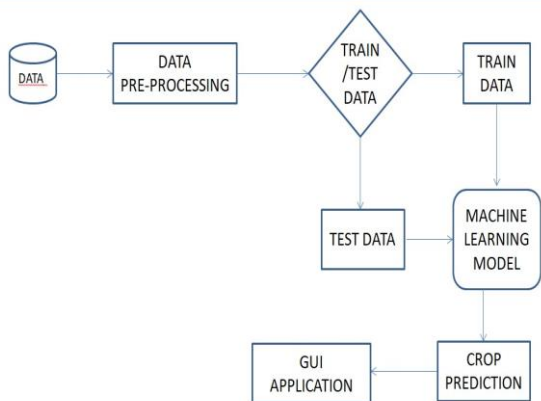 DATA
DATA
PRE-PROCESSING
TRAIN
/TEST
DATA
TRAIN
DATA
TEST DATA
MACHINE
LEARNING
MODEL
CROP
PREDICTION
GUI
APPLICATION